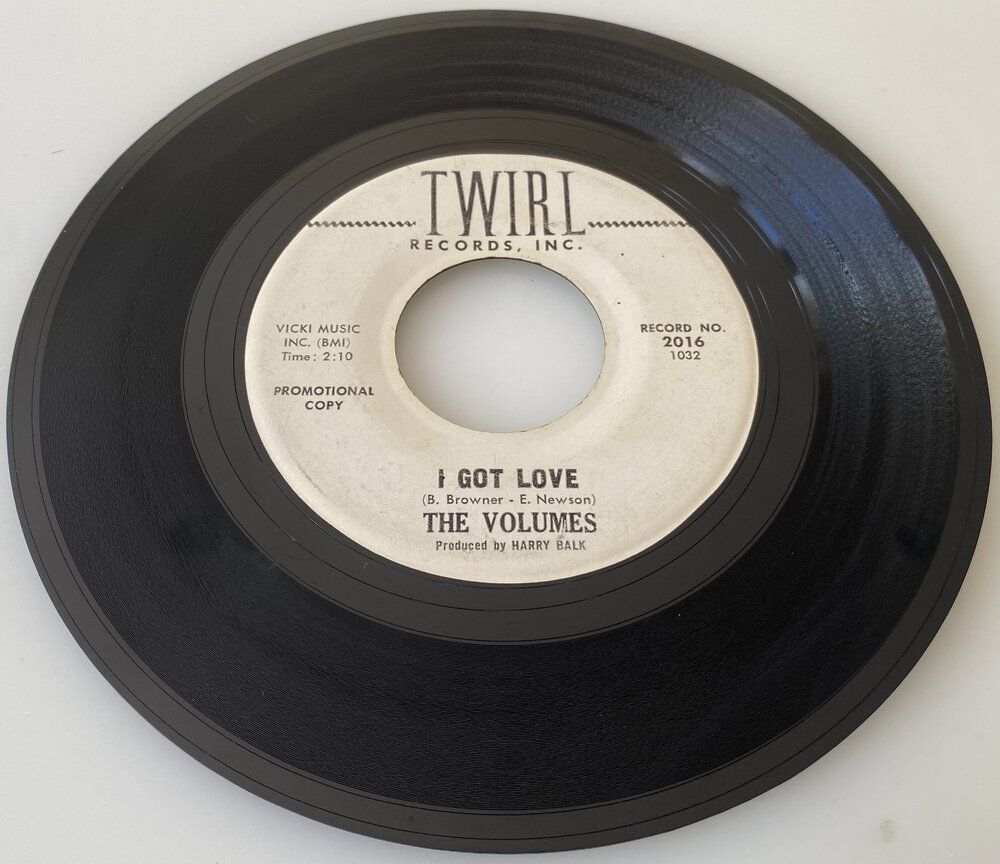 TWIRL
RECORDS, INC.
VICKI MUSIC
INC. (BMI)
Time: 2:10
PROMOTIONAL
COPY
RECORD NO.
2016
1032
I GOT LOVE
(B. Browner - E. Newson)
THE VOLUMES
Produced by HARRY BALK